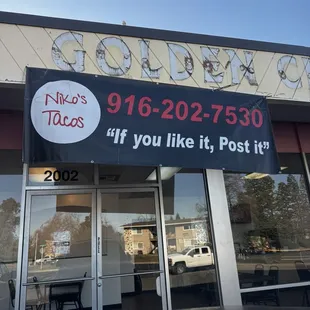 GOLDEN
Niko's
Tacos
916-202-7530
"If you like it, Post it"
2002